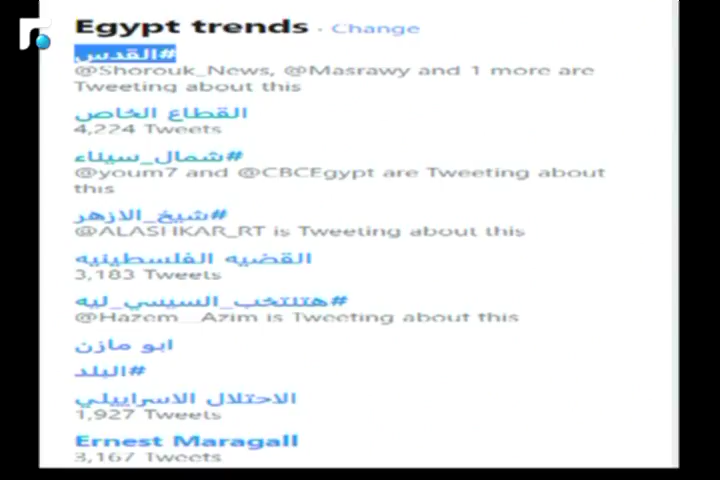 Egypt trends · Change
#القدس
@Shorouk_News, @Masrawy and 1 more are
Tweeting about this
القطاع الخاص
4,224 Tweets
#شمال_سيناء
@youm7 and @CBCEgypt are Tweeting about
this
#شيخ_الازهر
@ALASHKAR_RT is Tweeting about this
القضيه الفلسطينيه
3,183 Tweets
#هتنتخب_السيسي_ليه
@Hazem__Azim is Tweeting about this
ابو مازن
#البلد
الاحتلال الاسراييلي
1,927 Tweets
Ernest Maragall
3,167 Tweets